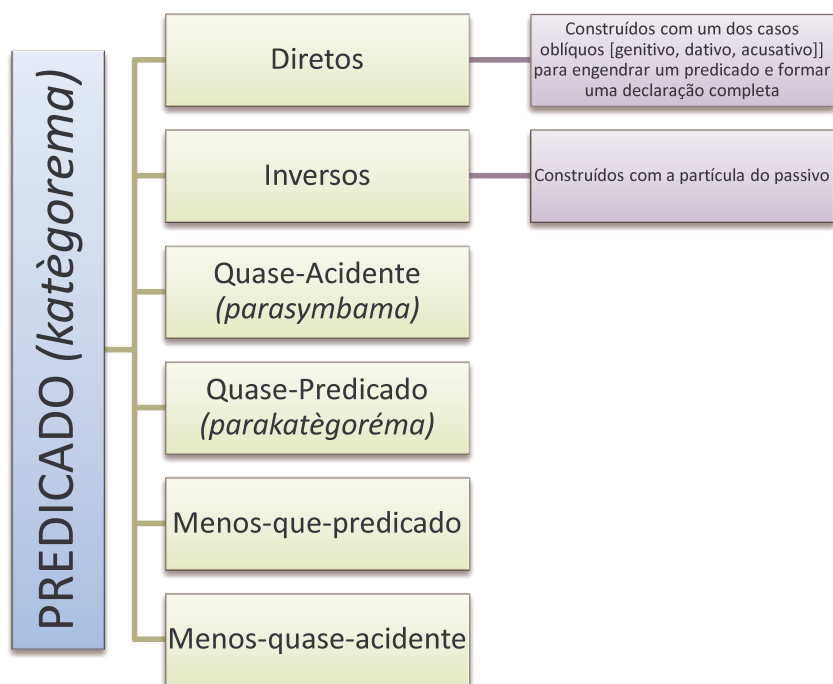 PREDICADO (katègorema)
Diretos
Construídos com um dos casos
oblíquos [genitivo, dativo, acusativo]]
para engendrar um predicado e formar
uma declaração completa
Inversos
Construídos com a partícula do passivo
Quase-Acidente
(parasymbama)
Quase-Predicado
(parakatègoréma)
Menos-que-predicado
Menos-quase-acidente